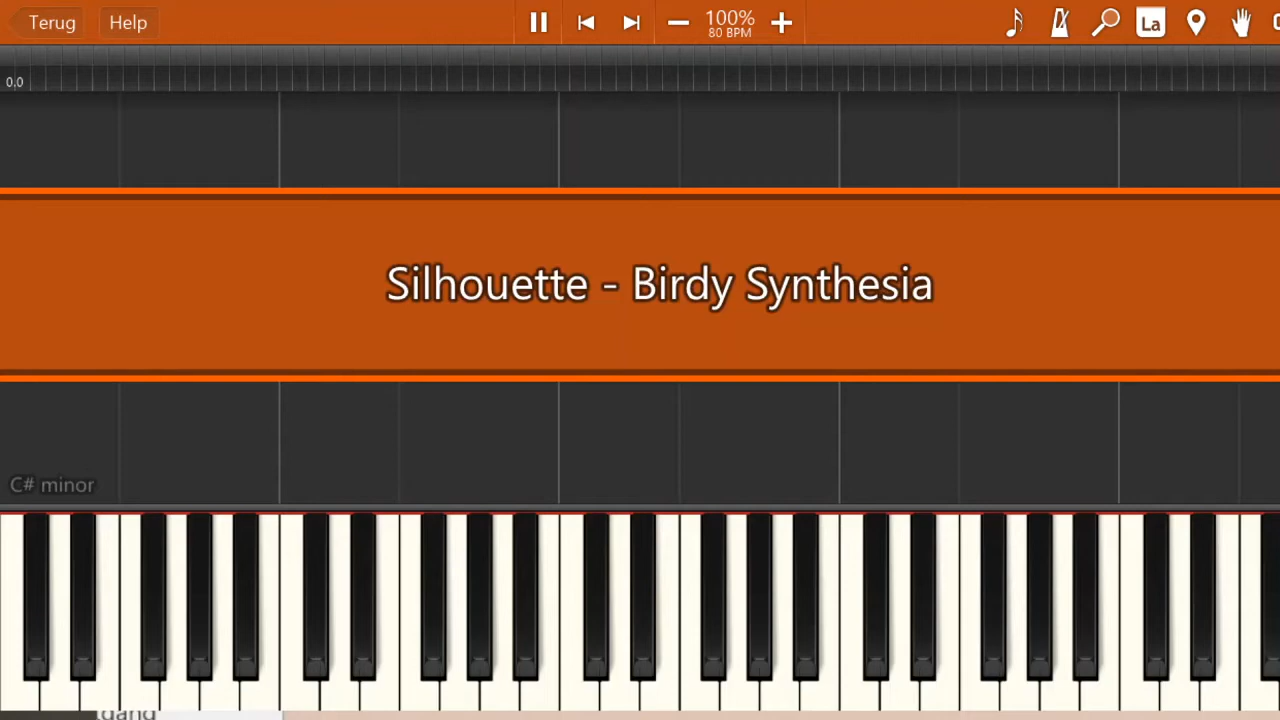 Terug Help 100% La
80 BPM
0,0
Silhouette - Birdy Synthesia
C# minor